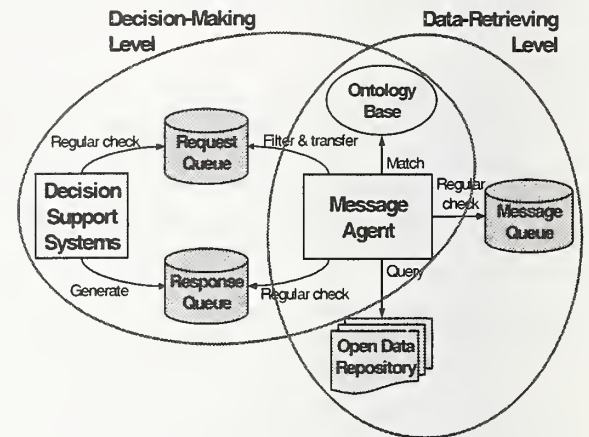 Decision-Making
Level
Data-Retrieving
Level
Ontology
Base
Regular check
Request
Queue
Filter & transfer
Match
Decision
Support
Systems
Message
Agent
Regular
check
Message
Queue
Generate
Response
Queue
Regular check
Query
Open Data
Repository